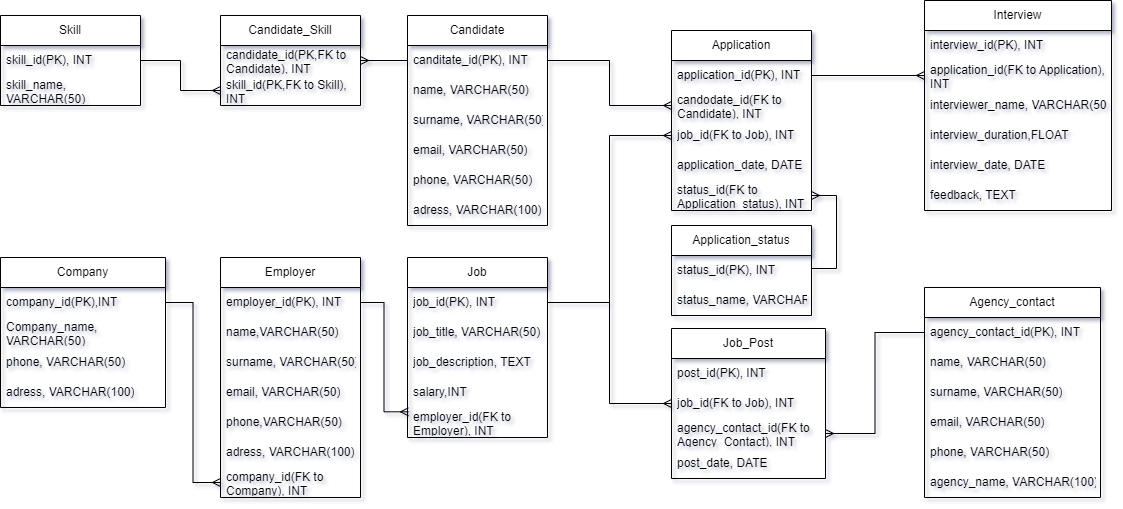 Skill
skill_id(PK), INT
skill_name,
VARCHAR(50)
Candidate_Skill
candidate_id(PK,FK to
Candidate), INT
skill_id(PK,FK to Skill),
INT
Candidate
canditate_id(PK), INT
name, VARCHAR(50)
surname, VARCHAR(50)
email, VARCHAR(50)
phone, VARCHAR(50)
adress, VARCHAR(100)
Application
application_id(PK), INT
candodate_id(FK to
Candidate), INT
job_id(FK to Job), INT
application_date, DATE
status_id(FK to
Application_status), INT
Interview
interview_id(PK), INT
application_id(FK to Application),
INT
interviewer_name, VARCHAR(50
interview_duration,FLOAT
interview_date, DATE
feedback, TEXT
Application_status
status_id(PK), INT
status_name, VARCHAR
Company
company_id(PK),INT
Company_name,
VARCHAR(50)
phone, VARCHAR(50)
adress, VARCHAR(100)
Employer
employer_id(PK), INT
name,VARCHAR(50)
surname, VARCHAR(50)
email, VARCHAR(50)
phone,VARCHAR(50)
adress, VARCHAR(100)
company_id(FK to
Company), INT
Job
job_id(PK), INT
job_title, VARCHAR(50)
job_description, TEXT
salary,INT
employer_id(FK to
Employer), INT
Job_Post
post_id(PK), INT
job_id(FK to Job), INT
agency_contact_id(FK to
Agency_Contact), INT
post_date, DATE
Agency_contact
agency_contact_id(PK), INT
name, VARCHAR(50)
surname, VARCHAR(50)
email, VARCHAR(50)
phone, VARCHAR(50)
agency_name, VARCHAR(100)